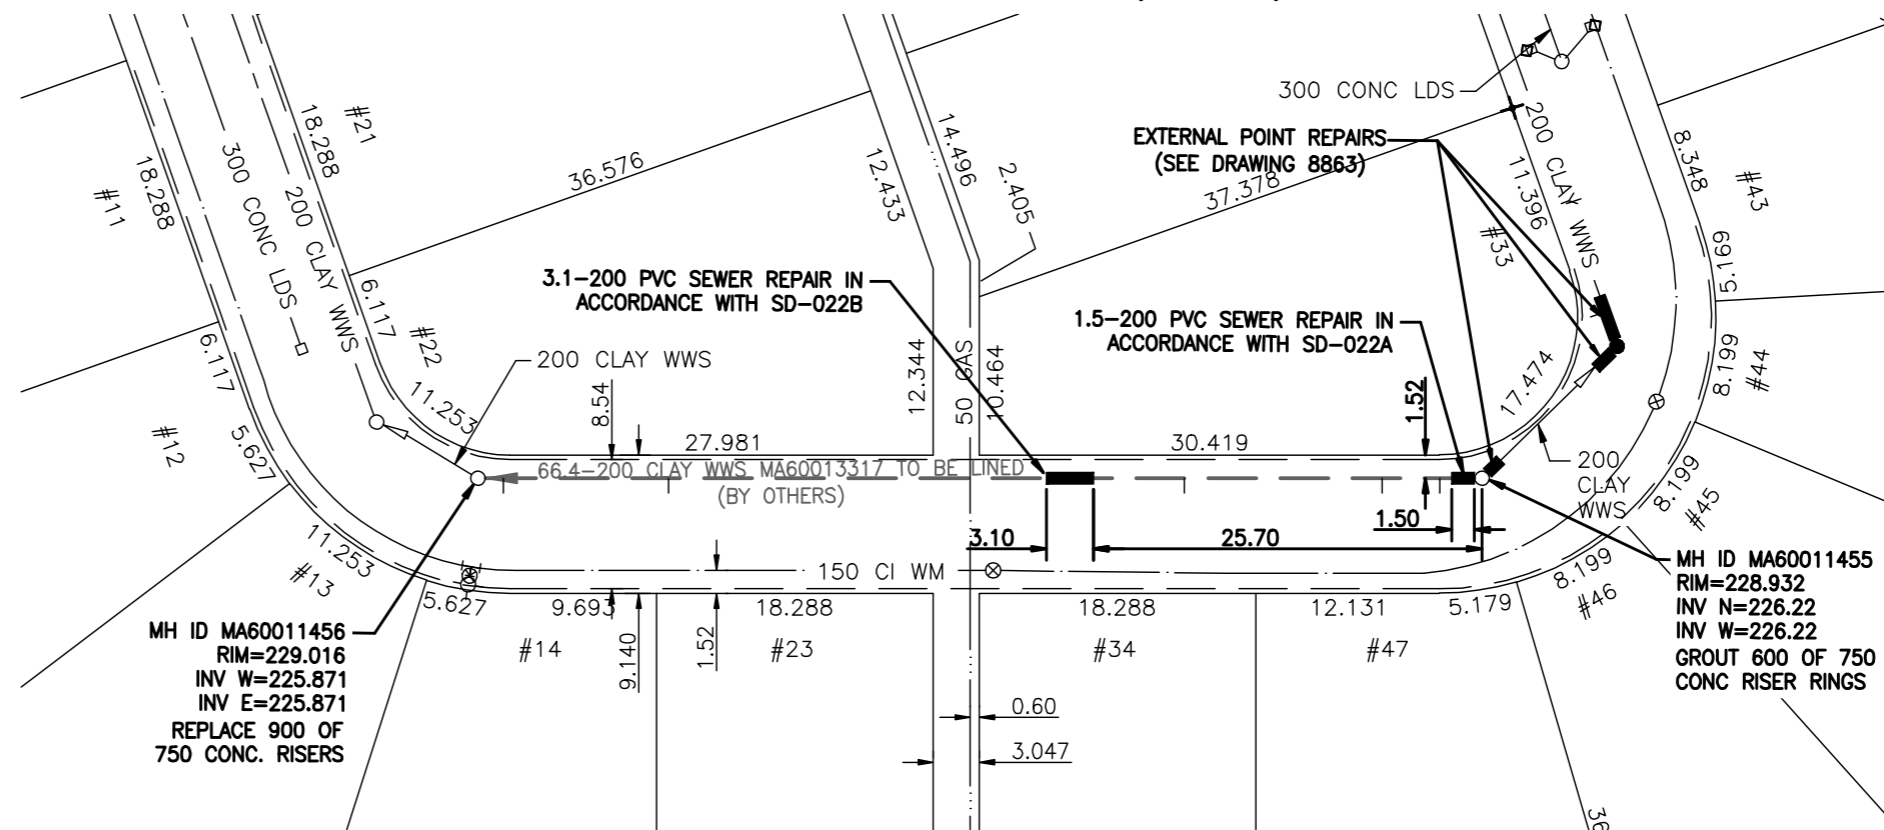 300 CONC LDS
#21
18.288
200 CLAY WWS
EXTERNAL POINT REPAIRS
(SEE DRAWING 8863)
14.496
36.576
12.433
2.405
37.378
11.396
8.348
#43
#11
18.288
300 CONC LDS
200 CLAY WWS
#33
5.169
3.1-200 PVC SEWER REPAIR IN
ACCORDANCE WITH SD-022B
6.117
#22
1.5-200 PVC SEWER REPAIR IN
ACCORDANCE WITH SD-022A
6.117
200 CLAY WWS
12.344
50 GAS
10.464
17.474
8.199
#44
11.253
8.54
1.52
#12
5.627
27.981
30.419
66.4-200 CLAY WWS MA60013317 TO BE LINED
(BY OTHERS)
200
CLAY
WWS
8.199
#45
11.253
#13
3.10
25.70
1.50
150 CI WM
8.199
#46
MH ID MA60011455
RIM=228.932
INV N=226.22
INV W=226.22
GROUT 600 OF 750
CONC RISER RINGS
5.627
9.693
18.288
18.288
12.131
5.179
MH ID MA60011456
RIM=229.016
INV W=225.871
INV E=225.871
REPLACE 900 OF
750 CONC. RISERS
#14
9.140
1.52
#23
#34
#47
0.60
3.047
36